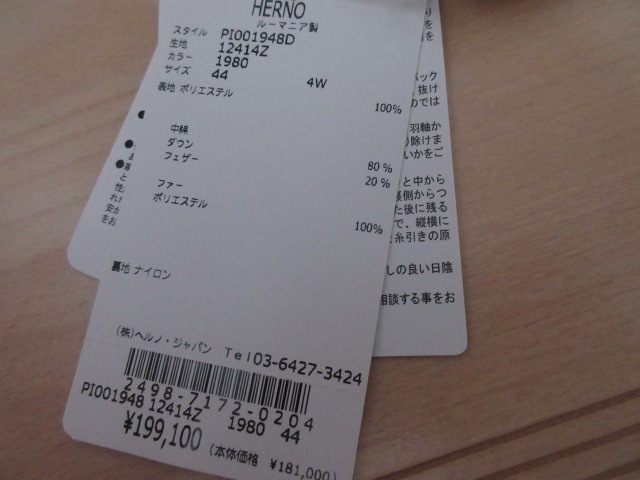 HERNO
ルーマニア製
スタイル PI001948D
生地 12414Z
カラー 1980
サイズ 44
4W
表地 ポリエステル
100%
中綿
ダウン 80%
フェザー 20%
ファー
ポリエステル
100%
裏地 ナイロン
(株)ヘルノ・ジャパン Tel03-6427-3424
2498-7172-0204
PI001948 12414Z 1980 44
¥199,100 (本体価格 ¥181,000)
を
バック
抜け
のでは
羽軸か
除けま
いかをご
と中から
裏側からつ
た後に残る
で、縦横に
糸引きの原
しの良い日陰
相談する事をお